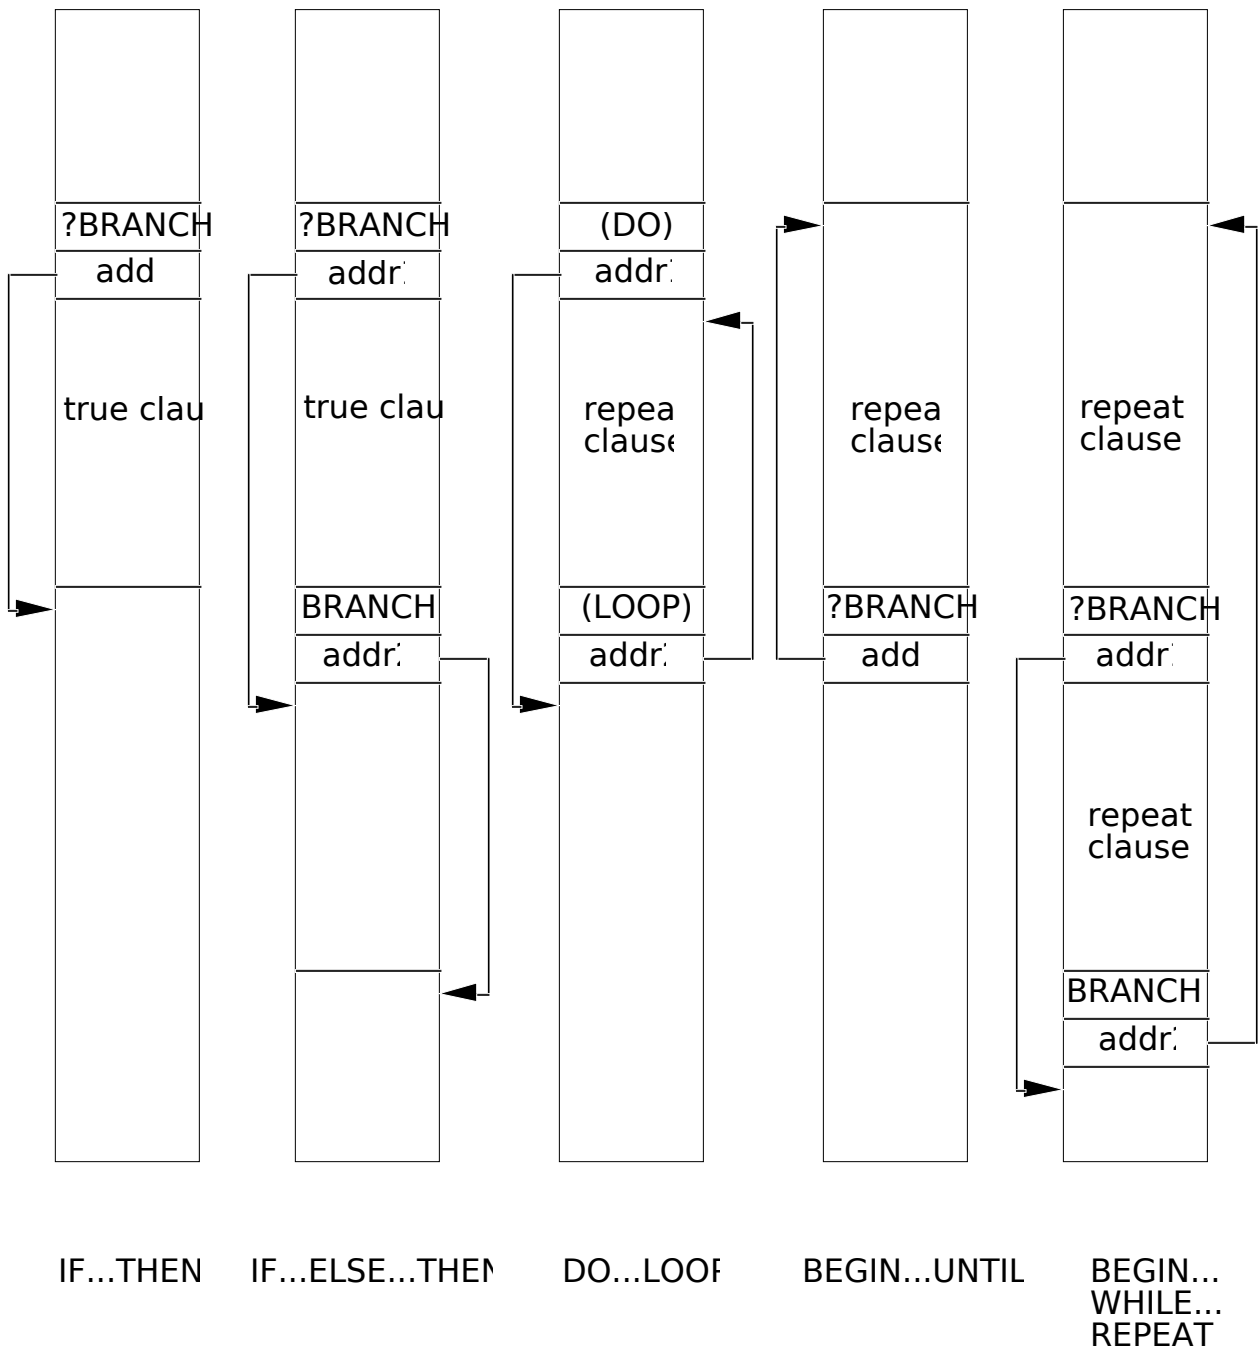 ?BRANCH
add
true clau
IF...THEN
?BRANCH
addr
true clau
BRANCH
addr
IF...ELSE...THEN
(DO)
addr
repea
clause
(LOOP)
addr
DO...LOOP
repea
clause
?BRANCH
add
BEGIN...UNTIL
repeat
clause
?BRANCH
addr
repeat
clause
BRANCH
addr
BEGIN...
WHILE...
REPEAT